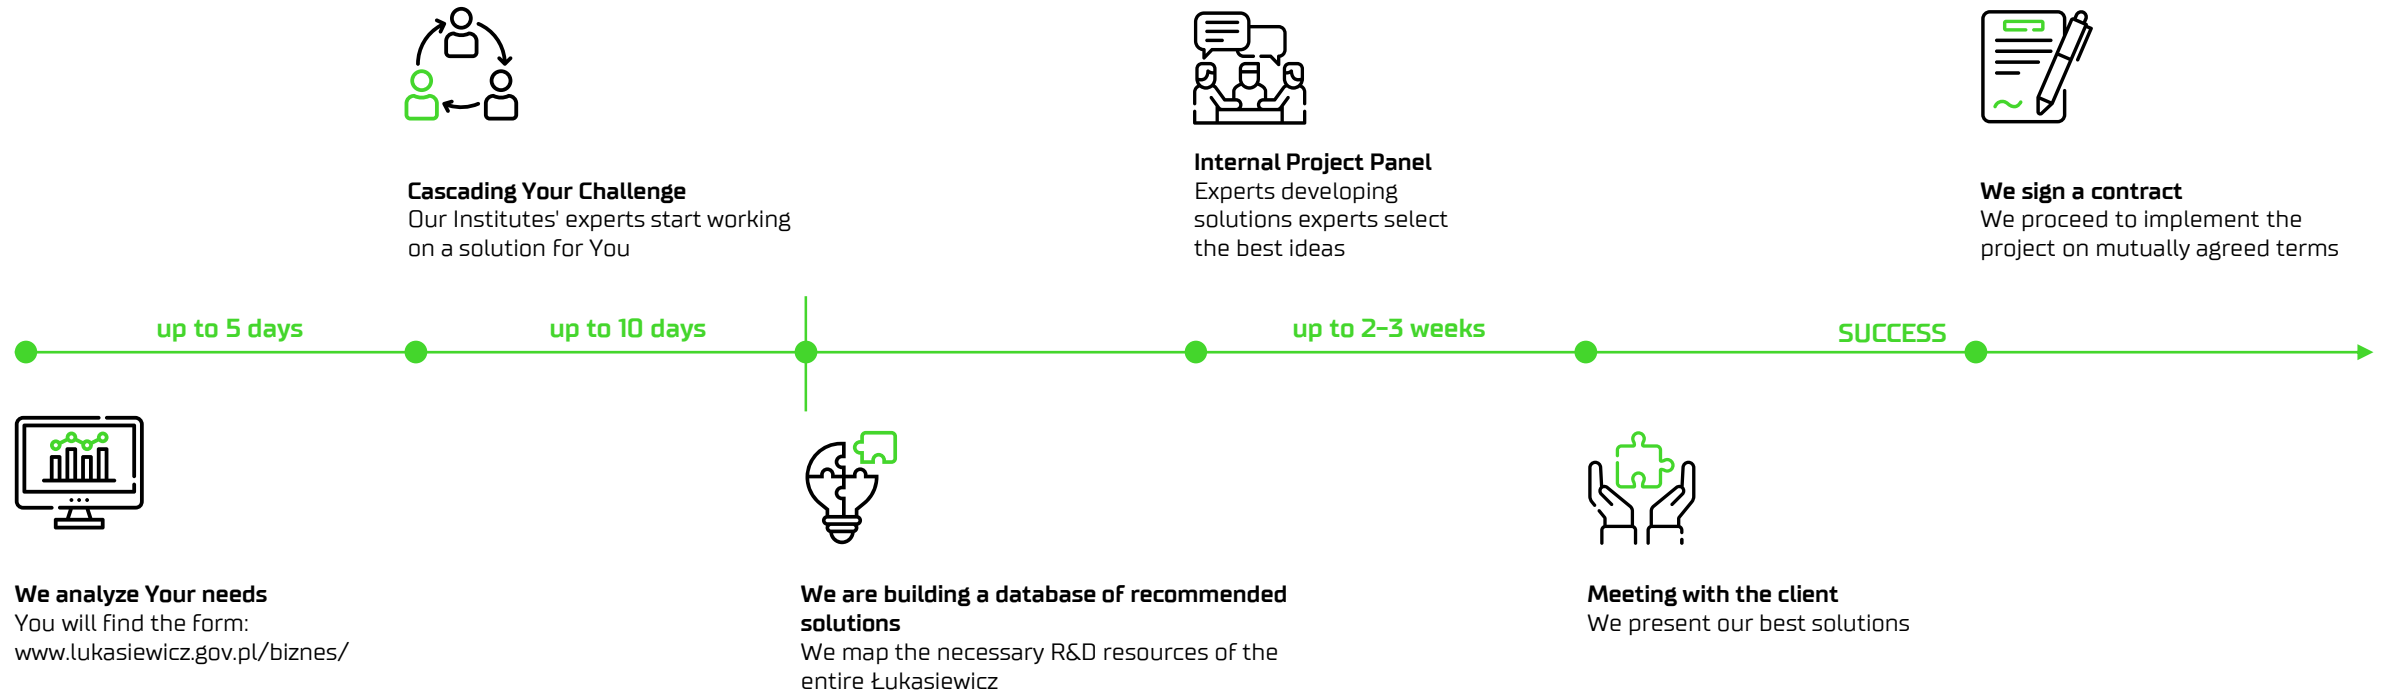 Internal Project Panel
Experts developing
solutions experts select
the best ideas
Cascading Your Challenge
Our Institutes' experts start working
on a solution for You
We sign a contract
We proceed to implement the
project on mutually agreed terms
up to 5 days
up to 10 days
up to 2-3 weeks
SUCCESS
We analyze Your needs
You will find the form:
www.lukasiewicz.gov.pl/biznes/
We are building a database of recommended
solutions
We map the necessary R&D resources of the
entire Łukasiewicz
Meeting with the client
We present our best solutions